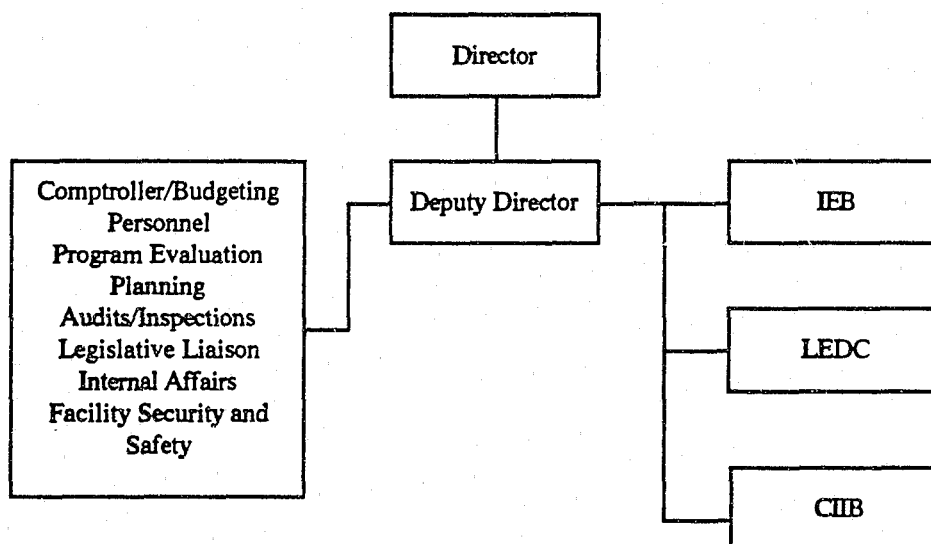 Director
Deputy Director
Comptroller/Budgeting
Personnel
Program Evaluation
Planning
Audits/Inspections
Legislative Liaison
Internal Affairs
Facility Security and
Safety
IEB
LEDC
CIIB